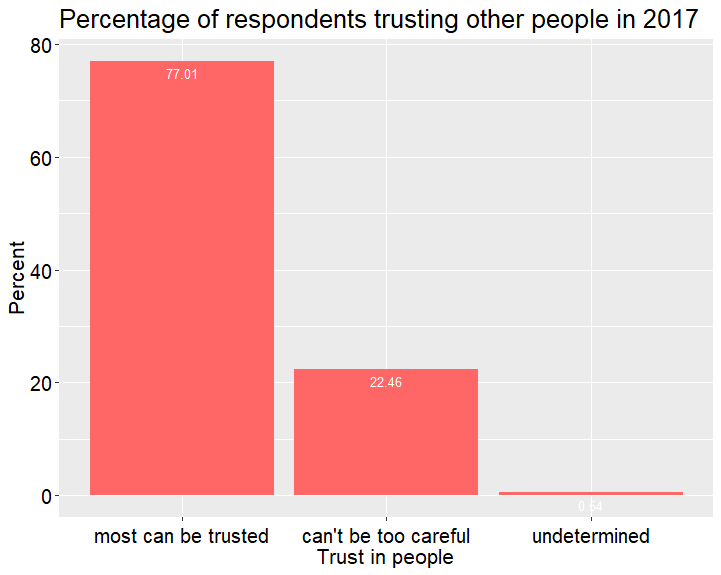 Percentage of respondents trusting other people in 2017
80
60
40
20
0
Percent
77.01
22.46
0.54
most can be trusted
can't be too careful
undetermined
Trust in people